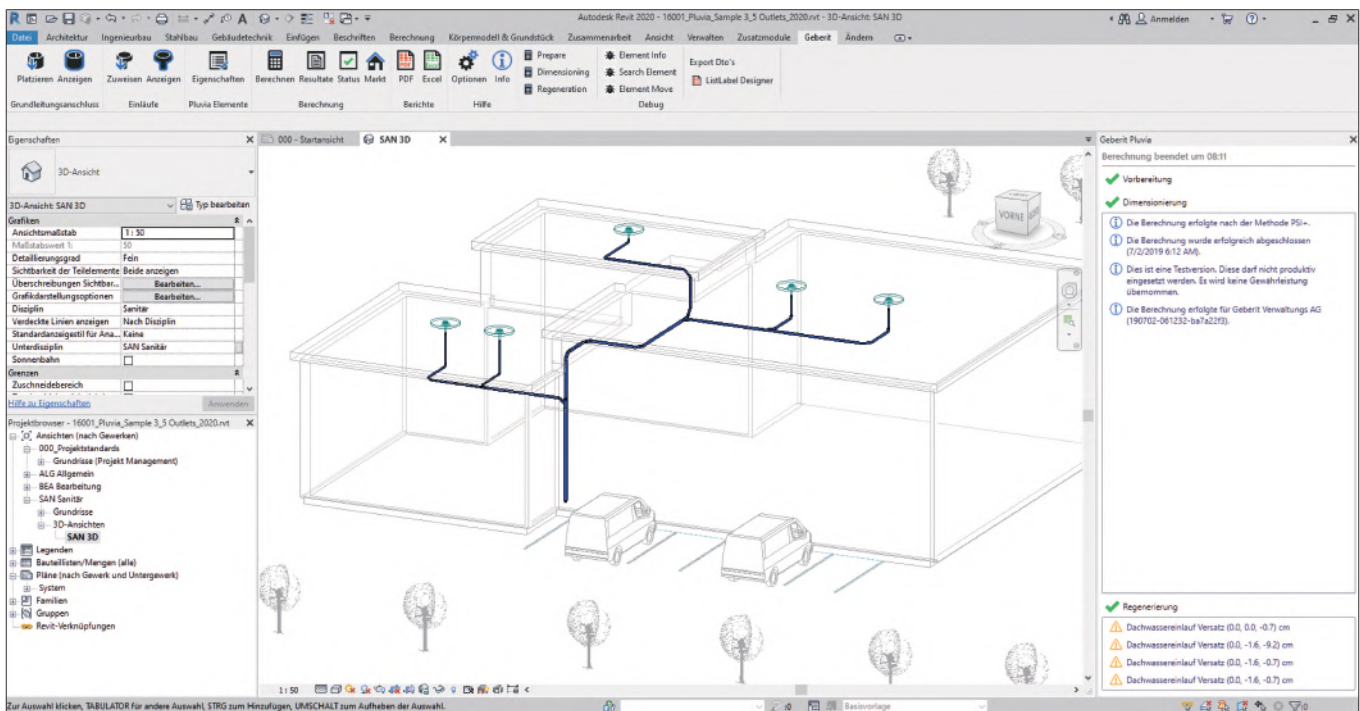 Autodesk Revit 2020 - 16001_Pluvia_Sample 3_5 Outlets_2020.rvt - 3D-Ansicht: SAN 3D
Anmelden
Datei Architektur Ingenieurbau Stahlbau Gebäudetechnik Einfügen Beschriften Berechnung Körpermodell & Grundstück Zusammenarbeit Ansicht Verwalten Zusatzmodule Geberit Ändern
Platzieren Anzeigen Zuweisen Anzeigen Eigenschaften Berechnen Resultate Status Markt PDF Excel Optionen Info
Prepare
Dimensioning
Regeneration
Element Info
Search Element
Element Move
Export Dto's
ListLabel Designer
Grundleitungsanschluss Einläufe Pluvia Elemente Berechnung Berichte Hilfe Debug
Eigenschaften
3D-Ansicht
3D-Ansicht: SAN 3D
Typ bearbeiten
Grafiken
Ansichtsmaßstab 1 : 50
Maßstabswert 1: 50
Detaillierungsgrad Fein
Sichtbarkeit der Teilelemente Beide anzeigen
Überschreibungen Sichtbar... Bearbeiten...
Grafikdarstellungsoptionen Bearbeiten...
Disziplin Sanitär
Verdeckte Linien anzeigen Nach Disziplin
Standardanzeigestil für Ana... Keine
Unterdisziplin SAN Sanitär
Sonnenbahn
Grenzen
Zuschneidebereich
Hilfe zu Eigenschaften
Anwenden
Projektbrowser - 16001_Pluvia_Sample 3_5 Outlets_2020.rvt
Ansichten (nach Gewerken)
000_Projektstandards
Grundrisse (Projekt Management)
ALG Allgemein
BEA Bearbeitung
SAN Sanitär
Grundrisse
3D-Ansichten
SAN 3D
Legenden
Bauteillisten/Mengen (alle)
Pläne (nach Gewerk und Untergewerk)
System
Familien
Gruppen
Revit-Verknüpfungen
000 - Startansicht
SAN 3D
VORNE
1 : 50
Geberit Pluvia
Berechnung beendet um 08:11
Vorbereitung
Dimensionierung
Die Berechnung erfolgte nach der Methode PSI+.
Die Berechnung wurde erfolgreich abgeschlossen
(7/2/2019 6:12 AM).
Dies ist eine Testversion. Diese darf nicht produktiv
eingesetzt werden. Es wird keine Gewährleistung
übernommen.
Die Berechnung erfolgte für Geberit Verwaltungs AG
(190702-061232-ba7a22f3).
Regenerierung
Dachwassereinlauf Versatz (0.0, 0.0, -0.7) cm
Dachwassereinlauf Versatz (0.0, -1.6, -9.2) cm
Dachwassereinlauf Versatz (0.0, -1.6, -0.7) cm
Dachwassereinlauf Versatz (0.0, -1.6, -0.7) cm
Zur Auswahl klicken, TABULATOR für andere Auswahl, STRG zum Hinzufügen, UMSCHALT zum Aufheben der Auswahl.
:0
Basisvorlage
:0